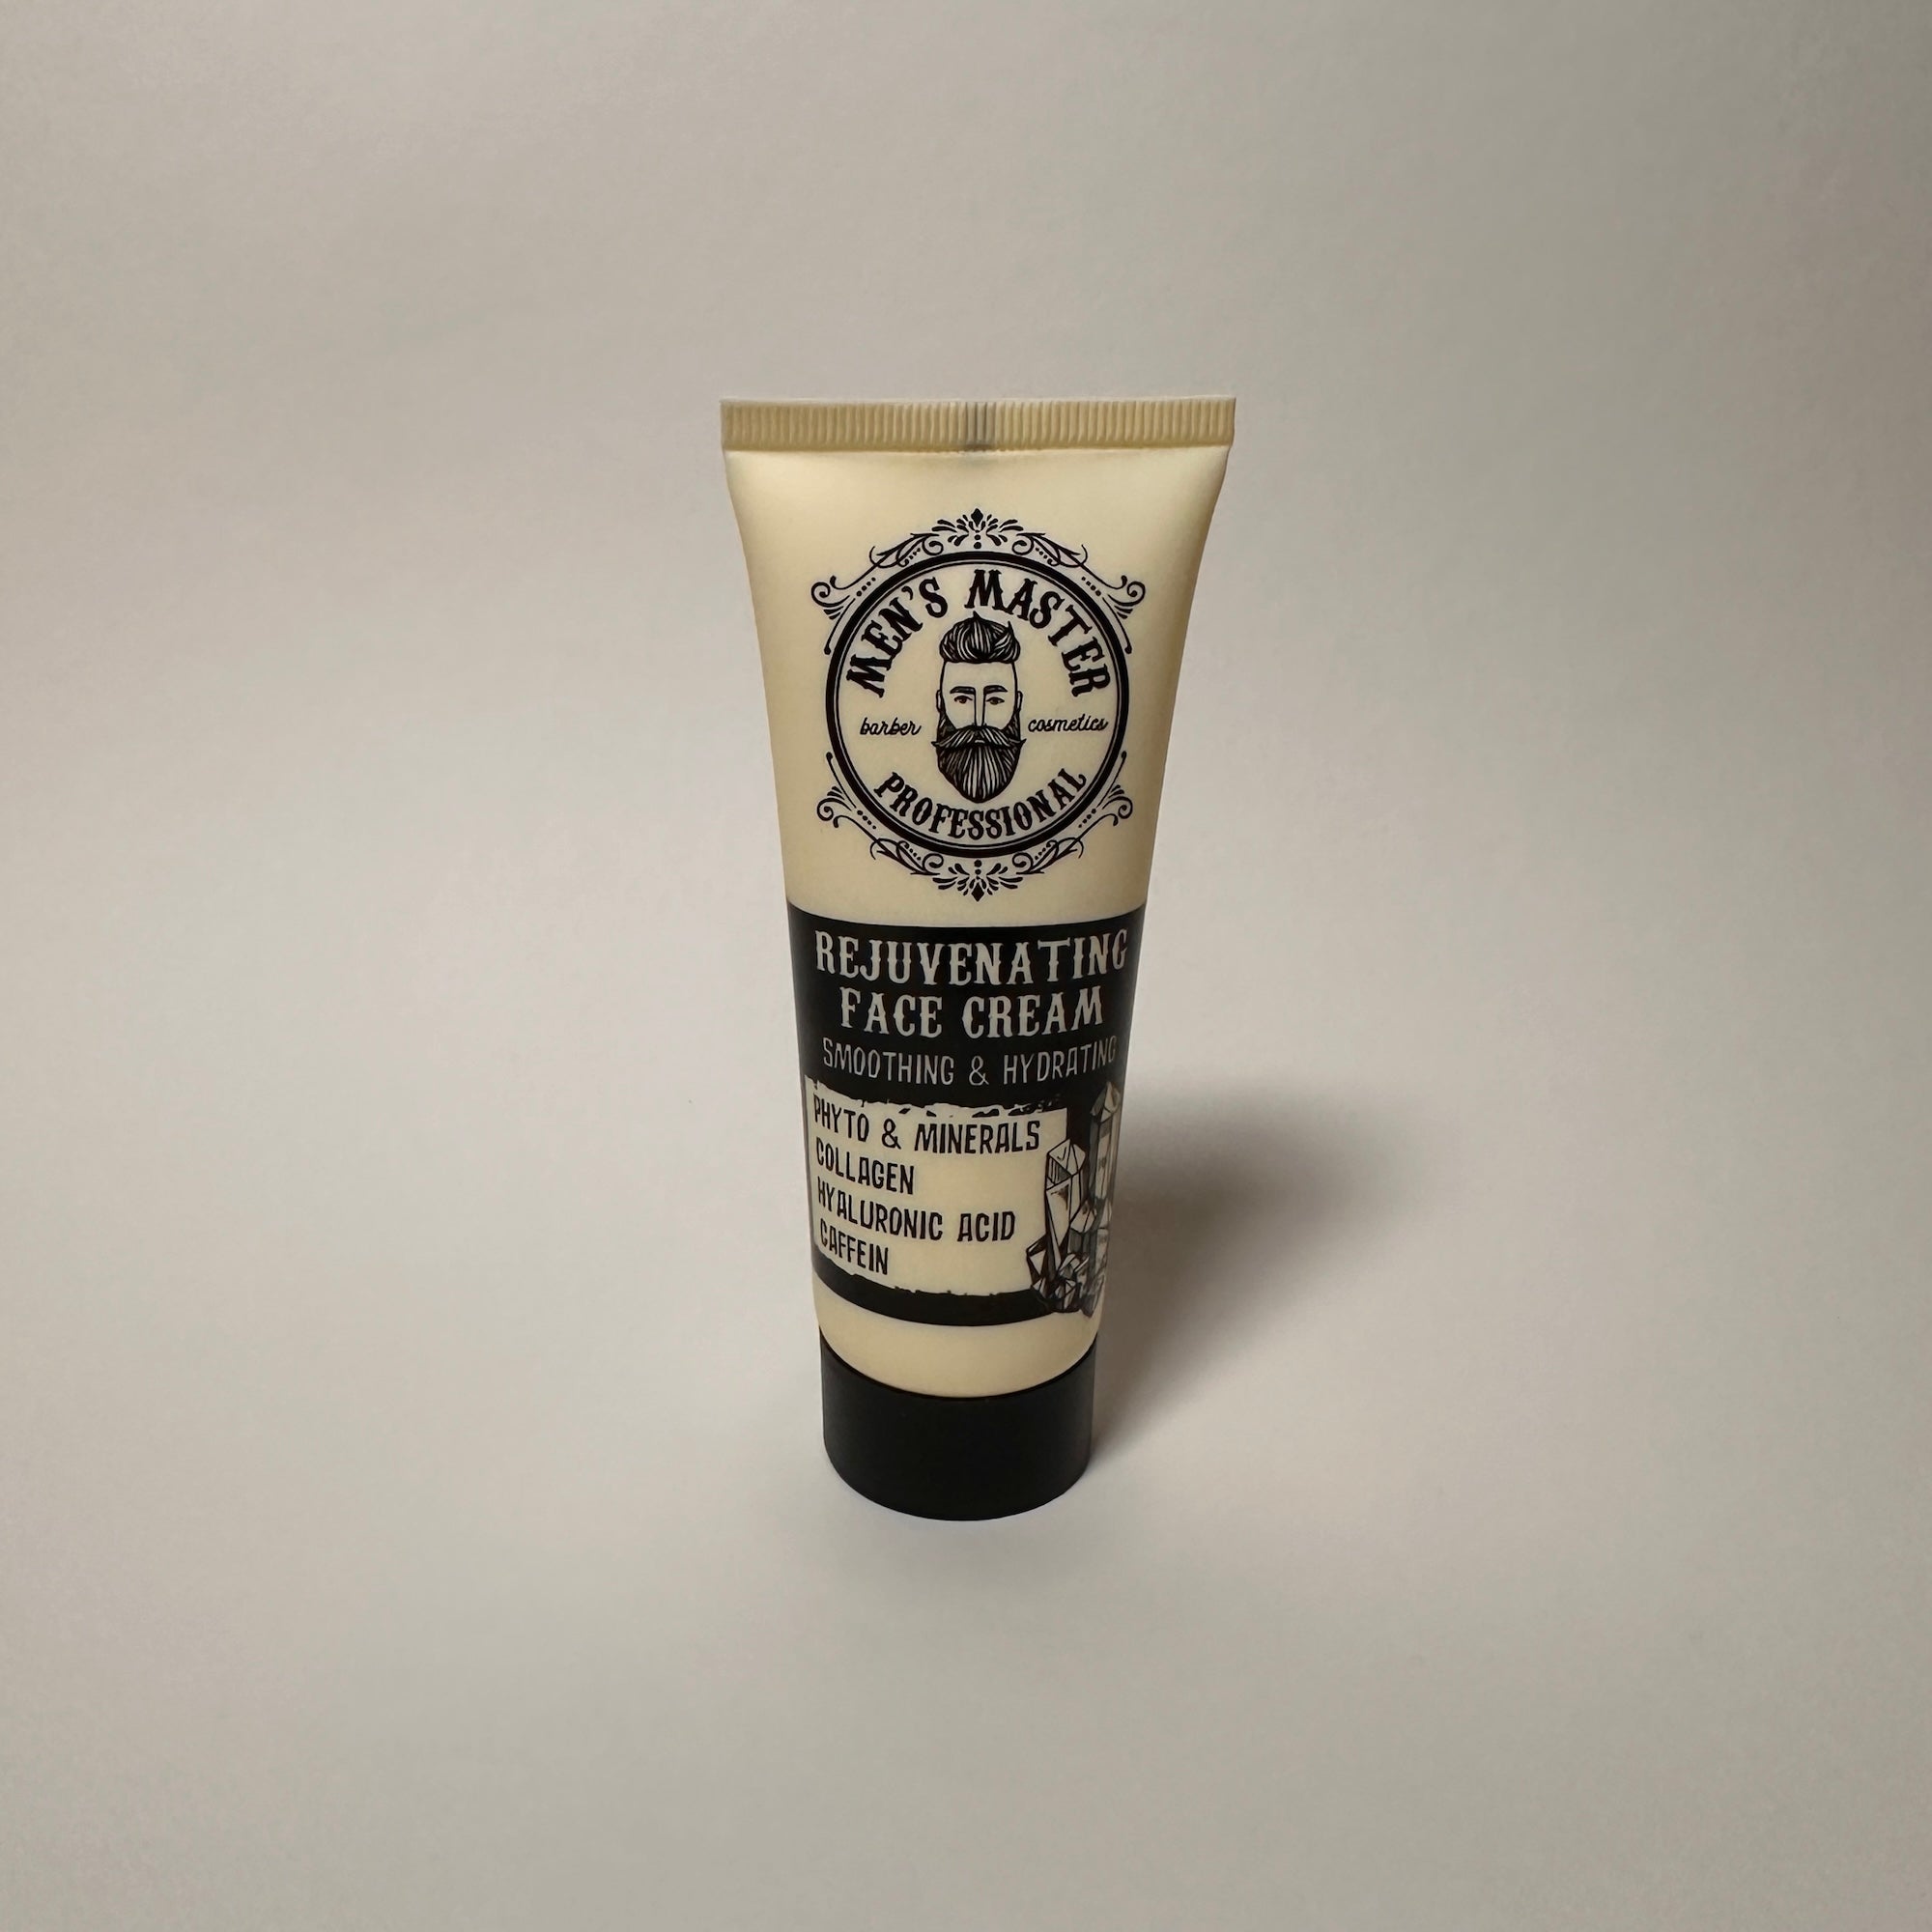 MEN'S MASTER
barber cosmetics
PROFESSIONAL
REJUVENATING
FACE CREAM
SMOOTHING & HYDRATING
PHYTO & MINERALS
COLLAGEN
HYALURONIC ACID
CAFFEIN